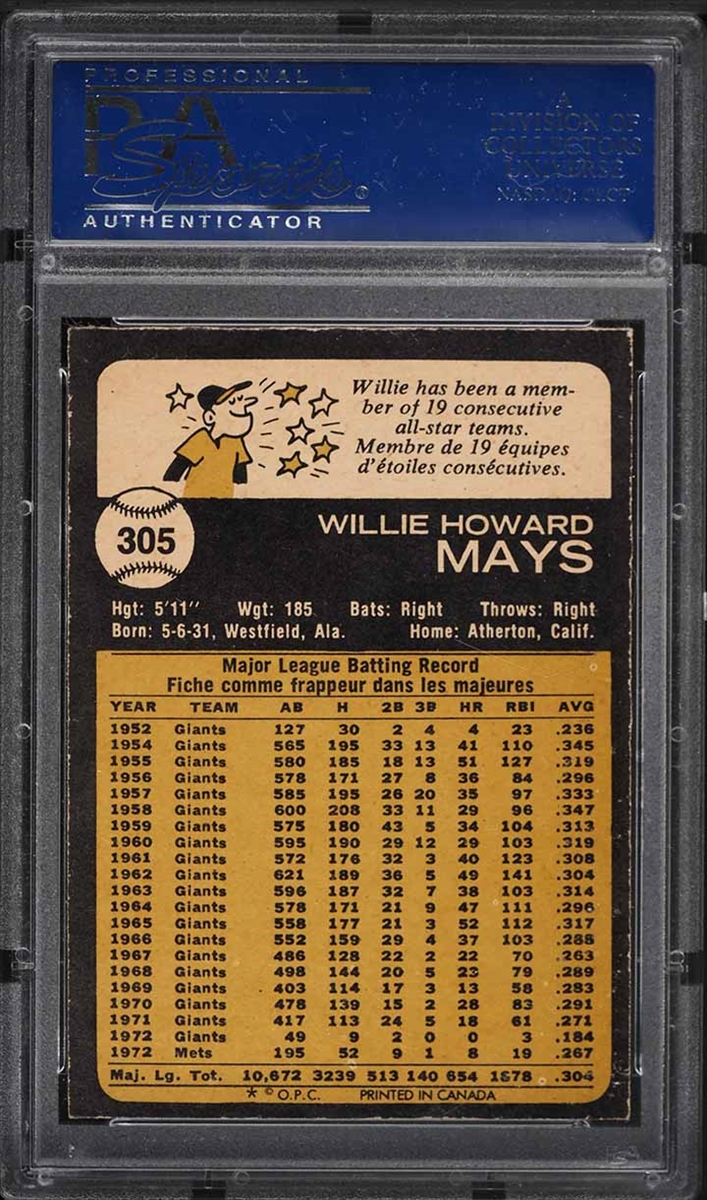 PROFESSIONAL
PSA
Sports ®
AUTHENTICATOR
A
DIVISION OF
COLLECTORS
UNIVERSE
NASDAQ: CLCT
Willie has been a mem-
ber of 19 consecutive
all-star teams.
Membre de 19 équipes
d'étoiles consécutives.
305
WILLIE HOWARD
MAYS
Hgt: 5'11" Wgt: 185 Bats: Right Throws: Right
Born: 5-6-31, Westfield, Ala. Home: Atherton, Calif.
Major League Batting Record
Fiche comme frappeur dans les majeures
YEAR TEAM AB H 2B 3B HR RBI AVG
1952 Giants 127 30 2 4 4 23 .236
1954 Giants 565 195 33 13 41 110 .345
1955 Giants 580 185 18 13 51 127 .319
1956 Giants 578 171 27 8 36 84 .296
1957 Giants 585 195 26 20 35 97 .333
1958 Giants 600 208 33 11 29 96 .347
1959 Giants 575 180 43 5 34 104 .313
1960 Giants 595 190 29 12 29 103 .319
1961 Giants 572 176 32 3 40 123 .308
1962 Giants 621 189 36 5 49 141 .304
1963 Giants 596 187 32 7 38 103 .314
1964 Giants 578 171 21 9 47 111 .296
1965 Giants 558 177 21 3 52 112 .317
1966 Giants 552 159 29 4 37 103 .288
1967 Giants 486 128 22 2 22 70 .263
1968 Giants 498 144 20 5 23 79 .289
1969 Giants 403 114 17 3 13 58 .283
1970 Giants 478 139 15 2 28 83 .291
1971 Giants 417 113 24 5 18 61 .271
1972 Giants 49 9 2 0 0 3 .184
1972 Mets 195 52 9 1 8 19 .267
Maj. Lg. Tot. 10,672 3239 513 140 654 1878 .304
* © O.P.C. PRINTED IN CANADA